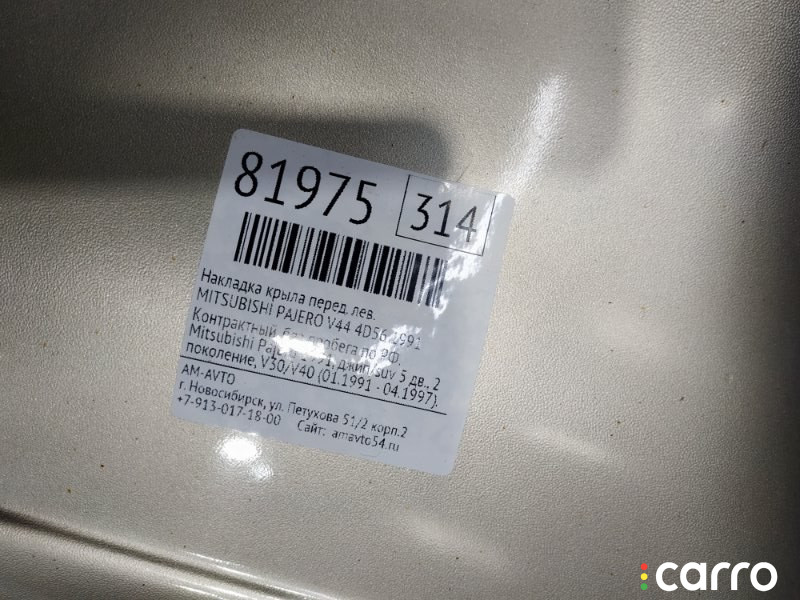 81975 314
Накладка крыла перед. лев.
MITSUBISHI PAJERO V44 4D56 1991
Контрактный, без пробега по РФ.
Mitsubishi Pajero 1991, джип/suv 5 дв., 2
поколение, V30/V40 (01.1991 - 04.1997),
АМ-АВТО
г. Новосибирск, ул. Петухова 51/2 корп.2
+7-913-017-18-00 Сайт: amavto54.ru
carro